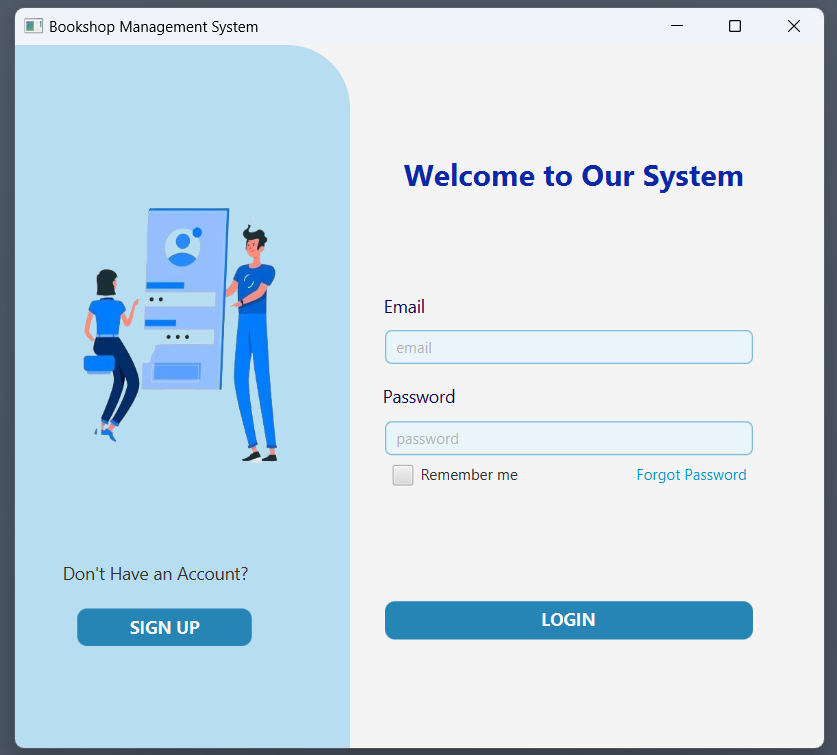 Bookshop Management System
Welcome to Our System
Email
email
Password
password
Remember me
Forgot Password
LOGIN
Don't Have an Account?
SIGN UP